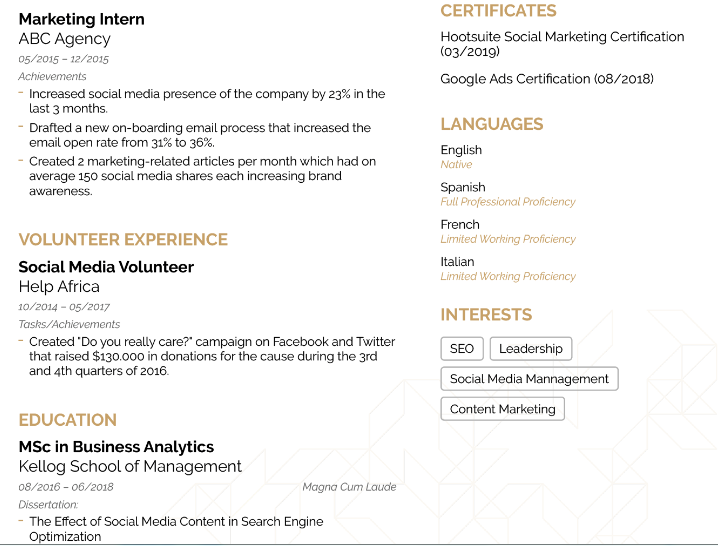 Marketing Intern
ABC Agency
05/2015 – 12/2015
Achievements
– Increased social media presence of the company by 23% in the
last 3 months.
– Drafted a new on-boarding email process that increased the
email open rate from 31% to 36%.
– Created 2 marketing-related articles per month which had on
average 150 social media shares each increasing brand
awareness.
VOLUNTEER EXPERIENCE
Social Media Volunteer
Help Africa
10/2014 – 05/2017
Tasks/Achievements
– Created "Do you really care?" campaign on Facebook and Twitter
that raised $130.000 in donations for the cause during the 3rd
and 4th quarters of 2016.
EDUCATION
MSc in Business Analytics
Kellog School of Management
08/2016 – 06/2018 Magna Cum Laude
Dissertation:
– The Effect of Social Media Content in Search Engine
Optimization
CERTIFICATES
Hootsuite Social Marketing Certification
(03/2019)
Google Ads Certification (08/2018)
LANGUAGES
English
Native
Spanish
Full Professional Proficiency
French
Limited Working Proficiency
Italian
Limited Working Proficiency
INTERESTS
SEO Leadership
Social Media Mannagement
Content Marketing